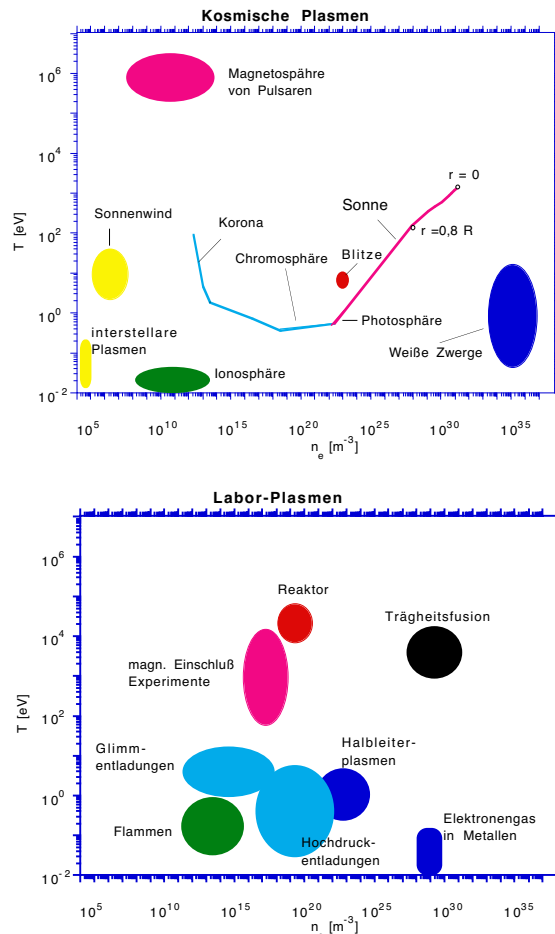 Kosmische Plasmen
10^6
10^4
10^2
10^0
10^-2
T [eV]
Magnetospähre
von Pulsaren
r = 0
Sonnenwind
Korona
Sonne
r =0,8 R
Chromosphäre
Blitze
Photosphäre
interstellare
Plasmen
Weiße Zwerge
Ionosphäre
10^5 10^10 10^15 10^20 10^25 10^30 10^35
n_e [m^-3]
Labor-Plasmen
10^6
10^4
10^2
10^0
10^-2
T [eV]
Reaktor
Trägheitsfusion
magn. Einschluß
Experimente
Glimm-
entladungen
Halbleiter-
plasmen
Flammen
Elektronengas
in Metallen
Hochdruck-
entladungen
10^5 10^10 10^15 10^20 10^25 10^30 10^35
n [m^-3]